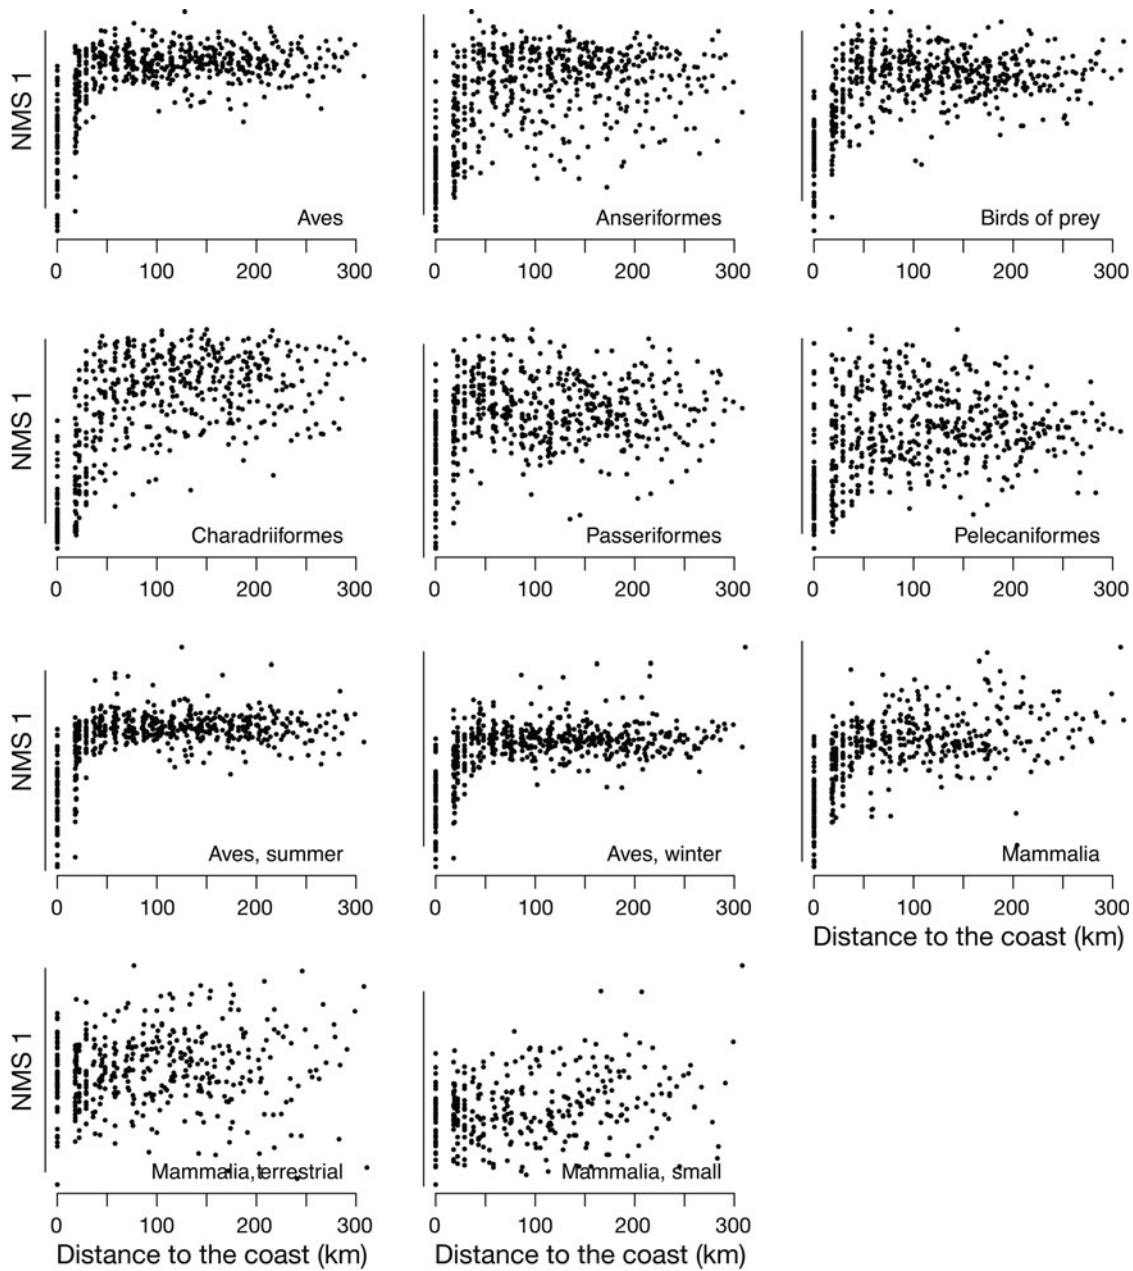 NMS 1
Aves
Anseriformes
Birds of prey
0 100 200 300
0 100 200 300
0 100 200 300
NMS 1
Charadriiformes
Passeriformes
Pelecaniformes
0 100 200 300
0 100 200 300
0 100 200 300
NMS 1
Aves, summer
Aves, winter
Mammalia
0 100 200 300
0 100 200 300
0 100 200 300
Distance to the coast (km)
NMS 1
Mammalia, terrestrial
Mammalia, small
0 100 200 300
0 100 200 300
Distance to the coast (km)
Distance to the coast (km)